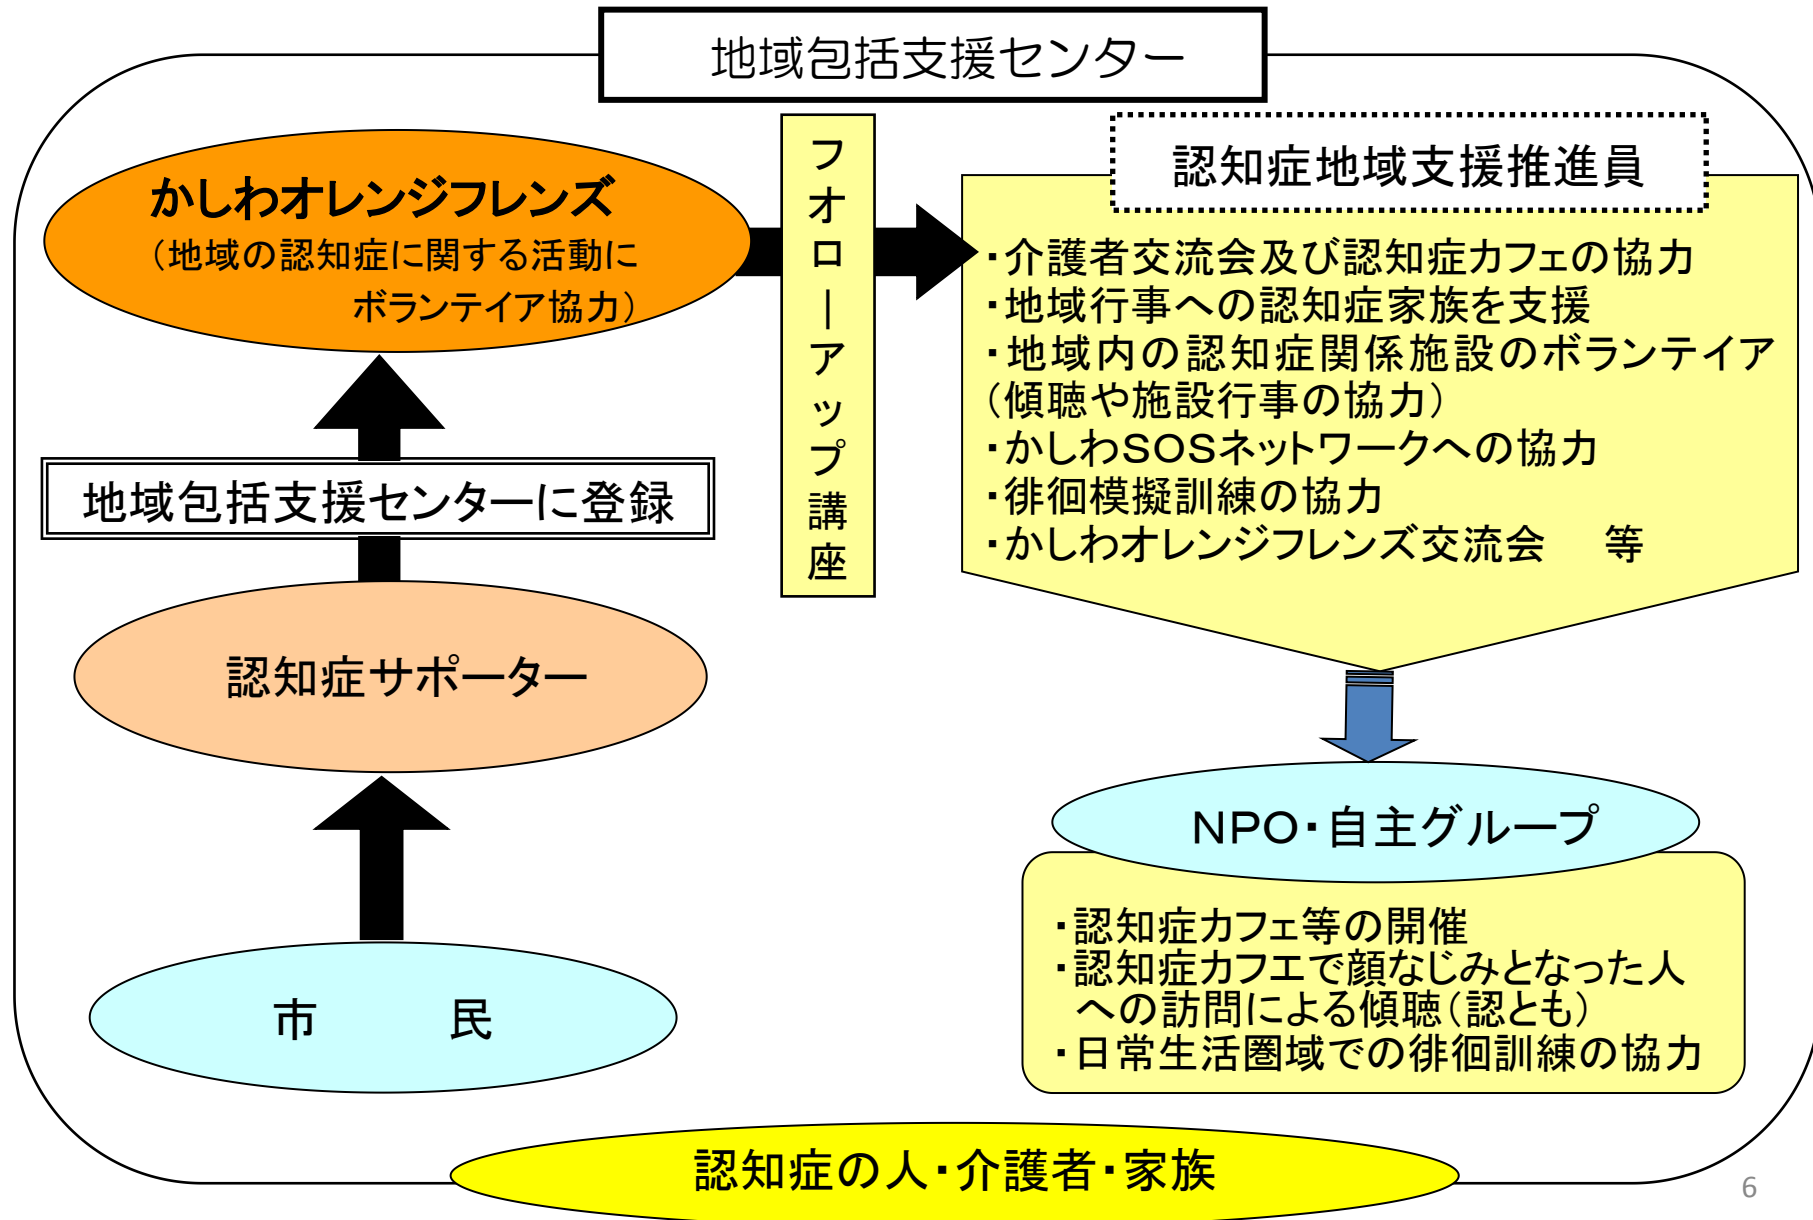 地域包括支援センター
かしわオレンジフレンズ
（地域の認知症に関する活動に
ボランテイア協力）
地域包括支援センターに登録
認知症サポーター
市　民
フオローアップ講座
認知症地域支援推進員
・介護者交流会及び認知症カフェの協力
・地域行事への認知症家族を支援
・地域内の認知症関係施設のボランテイア
（傾聴や施設行事の協力）
・かしわSOSネットワークへの協力
・徘徊模擬訓練の協力
・かしわオレンジフレンズ交流会　等
NPO・自主グループ
・認知症カフェ等の開催
・認知症カフエで顔なじみとなった人
への訪問による傾聴（認とも）
・日常生活圏域での徘徊訓練の協力
認知症の人・介護者・家族
6